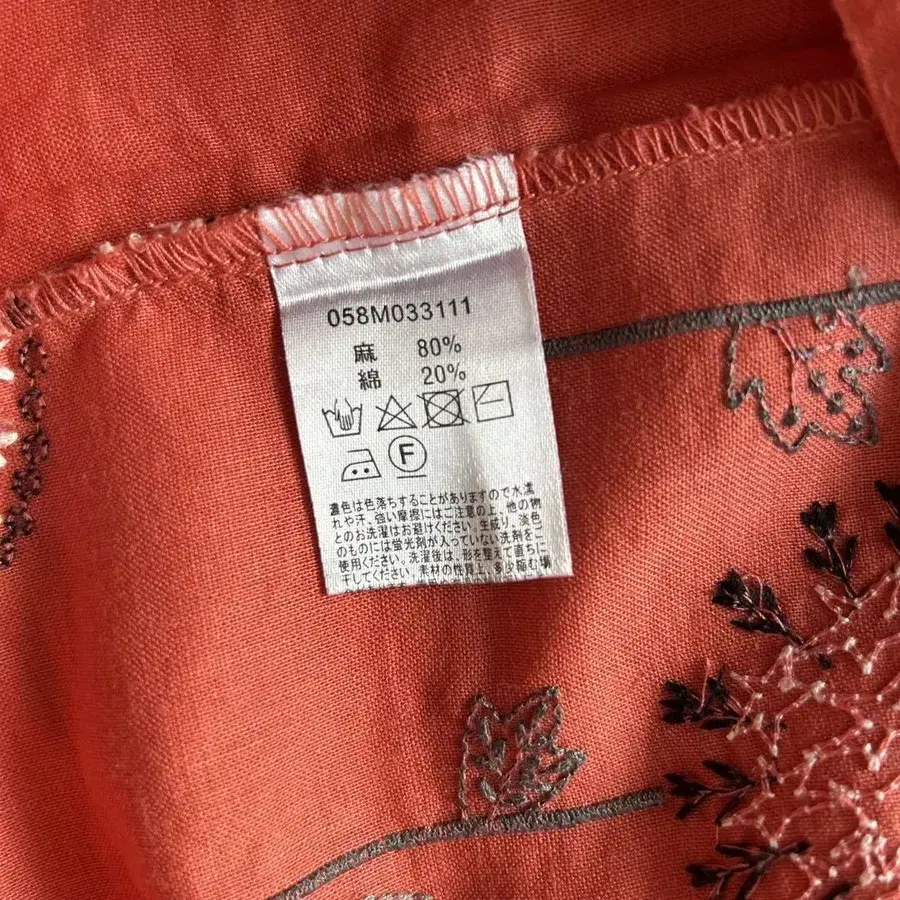 058M033111
麻 80%
綿 20%
F
濃色は色落ちすることがありますので水濡
れや汗、強い摩擦にはご注意の上、他の物
とのお洗濯はお避けください。生成り、淡色
のものには蛍光剤が入っていない洗剤をご
使用ください。洗濯後は、形を整えて直ちに
干してください。素材の性質上、多少縮む場